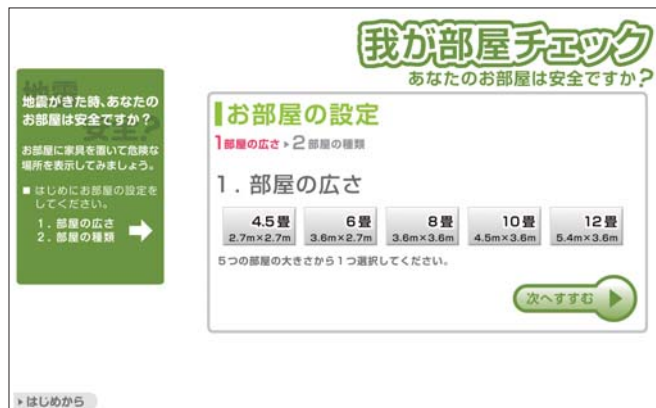 我が部屋チェック
あなたのお部屋は安全ですか?
地震
安全?
地震がきた時、あなたの
お部屋は安全ですか?
お部屋に家具を置いて危険な
場所を表示してみましょう。
■ はじめにお部屋の設定を
してください。
1. 部屋の広さ
2. 部屋の種類
お部屋の設定
1 部屋の広さ ▸ 2 部屋の種類
1. 部屋の広さ
4.5畳 6畳 8畳 10畳 12畳
2.7m×2.7m 3.6m×2.7m 3.6m×3.6m 4.5m×3.6m 5.4m×3.6m
5つの部屋の大きさから1つ選択してください。
次へすすむ
はじめから